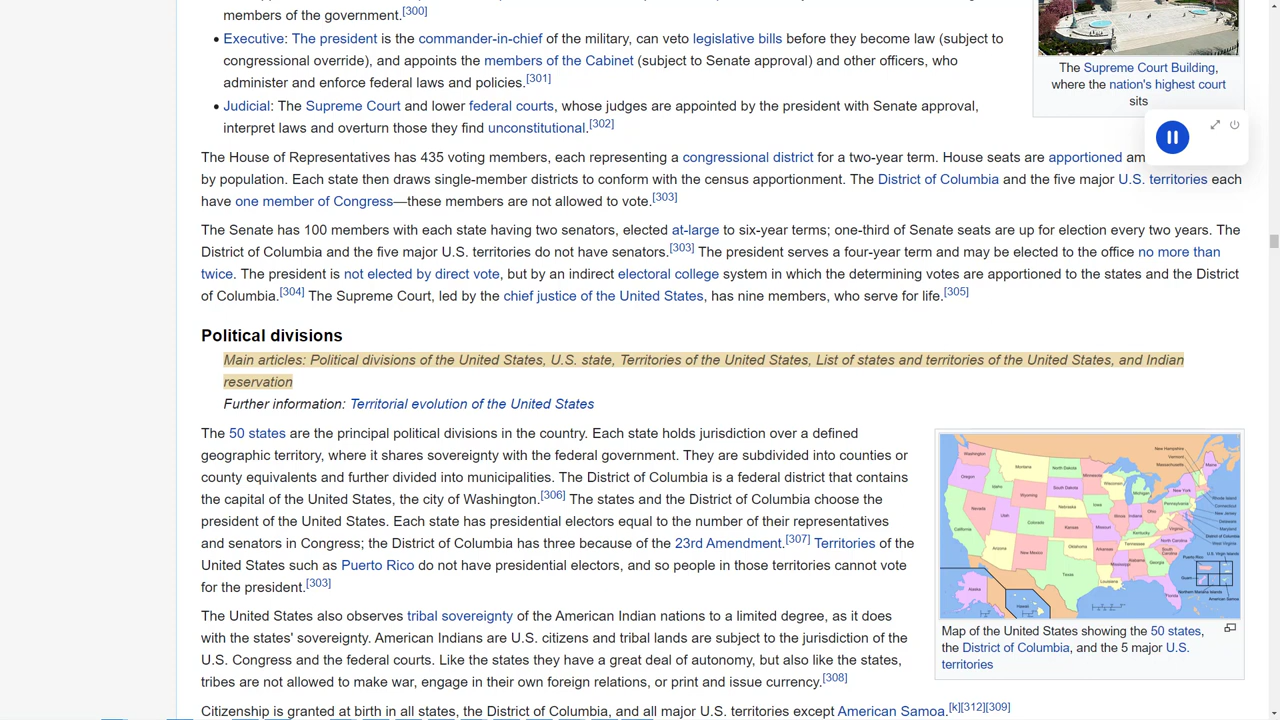 members of the government.[300]
• Executive: The president is the commander-in-chief of the military, can veto legislative bills before they become law (subject to
congressional override), and appoints the members of the Cabinet (subject to Senate approval) and other officers, who
administer and enforce federal laws and policies.[301]
• Judicial: The Supreme Court and lower federal courts, whose judges are appointed by the president with Senate approval,
interpret laws and overturn those they find unconstitutional.[302]
The Supreme Court Building,
where the nation's highest court
sits
The House of Representatives has 435 voting members, each representing a congressional district for a two-year term. House seats are apportioned
by population. Each state then draws single-member districts to conform with the census apportionment. The District of Columbia and the five major U.S. territories each
have one member of Congress—these members are not allowed to vote.[303]
The Senate has 100 members with each state having two senators, elected at-large to six-year terms; one-third of Senate seats are up for election every two years. The
District of Columbia and the five major U.S. territories do not have senators.[303] The president serves a four-year term and may be elected to the office no more than
twice. The president is not elected by direct vote, but by an indirect electoral college system in which the determining votes are apportioned to the states and the District
of Columbia.[304] The Supreme Court, led by the chief justice of the United States, has nine members, who serve for life.[305]
Political divisions
Main articles: Political divisions of the United States, U.S. state, Territories of the United States, List of states and territories of the United States, and Indian
reservation
Further information: Territorial evolution of the United States
The 50 states are the principal political divisions in the country. Each state holds jurisdiction over a defined
geographic territory, where it shares sovereignty with the federal government. They are subdivided into counties or
county equivalents and further divided into municipalities. The District of Columbia is a federal district that contains
the capital of the United States, the city of Washington.[306] The states and the District of Columbia choose the
president of the United States. Each state has presidential electors equal to the number of their representatives
and senators in Congress; the District of Columbia has three because of the 23rd Amendment.[307] Territories of the
United States such as Puerto Rico do not have presidential electors, and so people in those territories cannot vote
for the president.[303]
Map of the United States showing the 50 states,
the District of Columbia, and the 5 major U.S.
territories
The United States also observes tribal sovereignty of the American Indian nations to a limited degree, as it does
with the states' sovereignty. American Indians are U.S. citizens and tribal lands are subject to the jurisdiction of the
U.S. Congress and the federal courts. Like the states they have a great deal of autonomy, but also like the states,
tribes are not allowed to make war, engage in their own foreign relations, or print and issue currency.[308]
Citizenship is granted at birth in all states, the District of Columbia, and all major U.S. territories except American Samoa.[k][312][309]